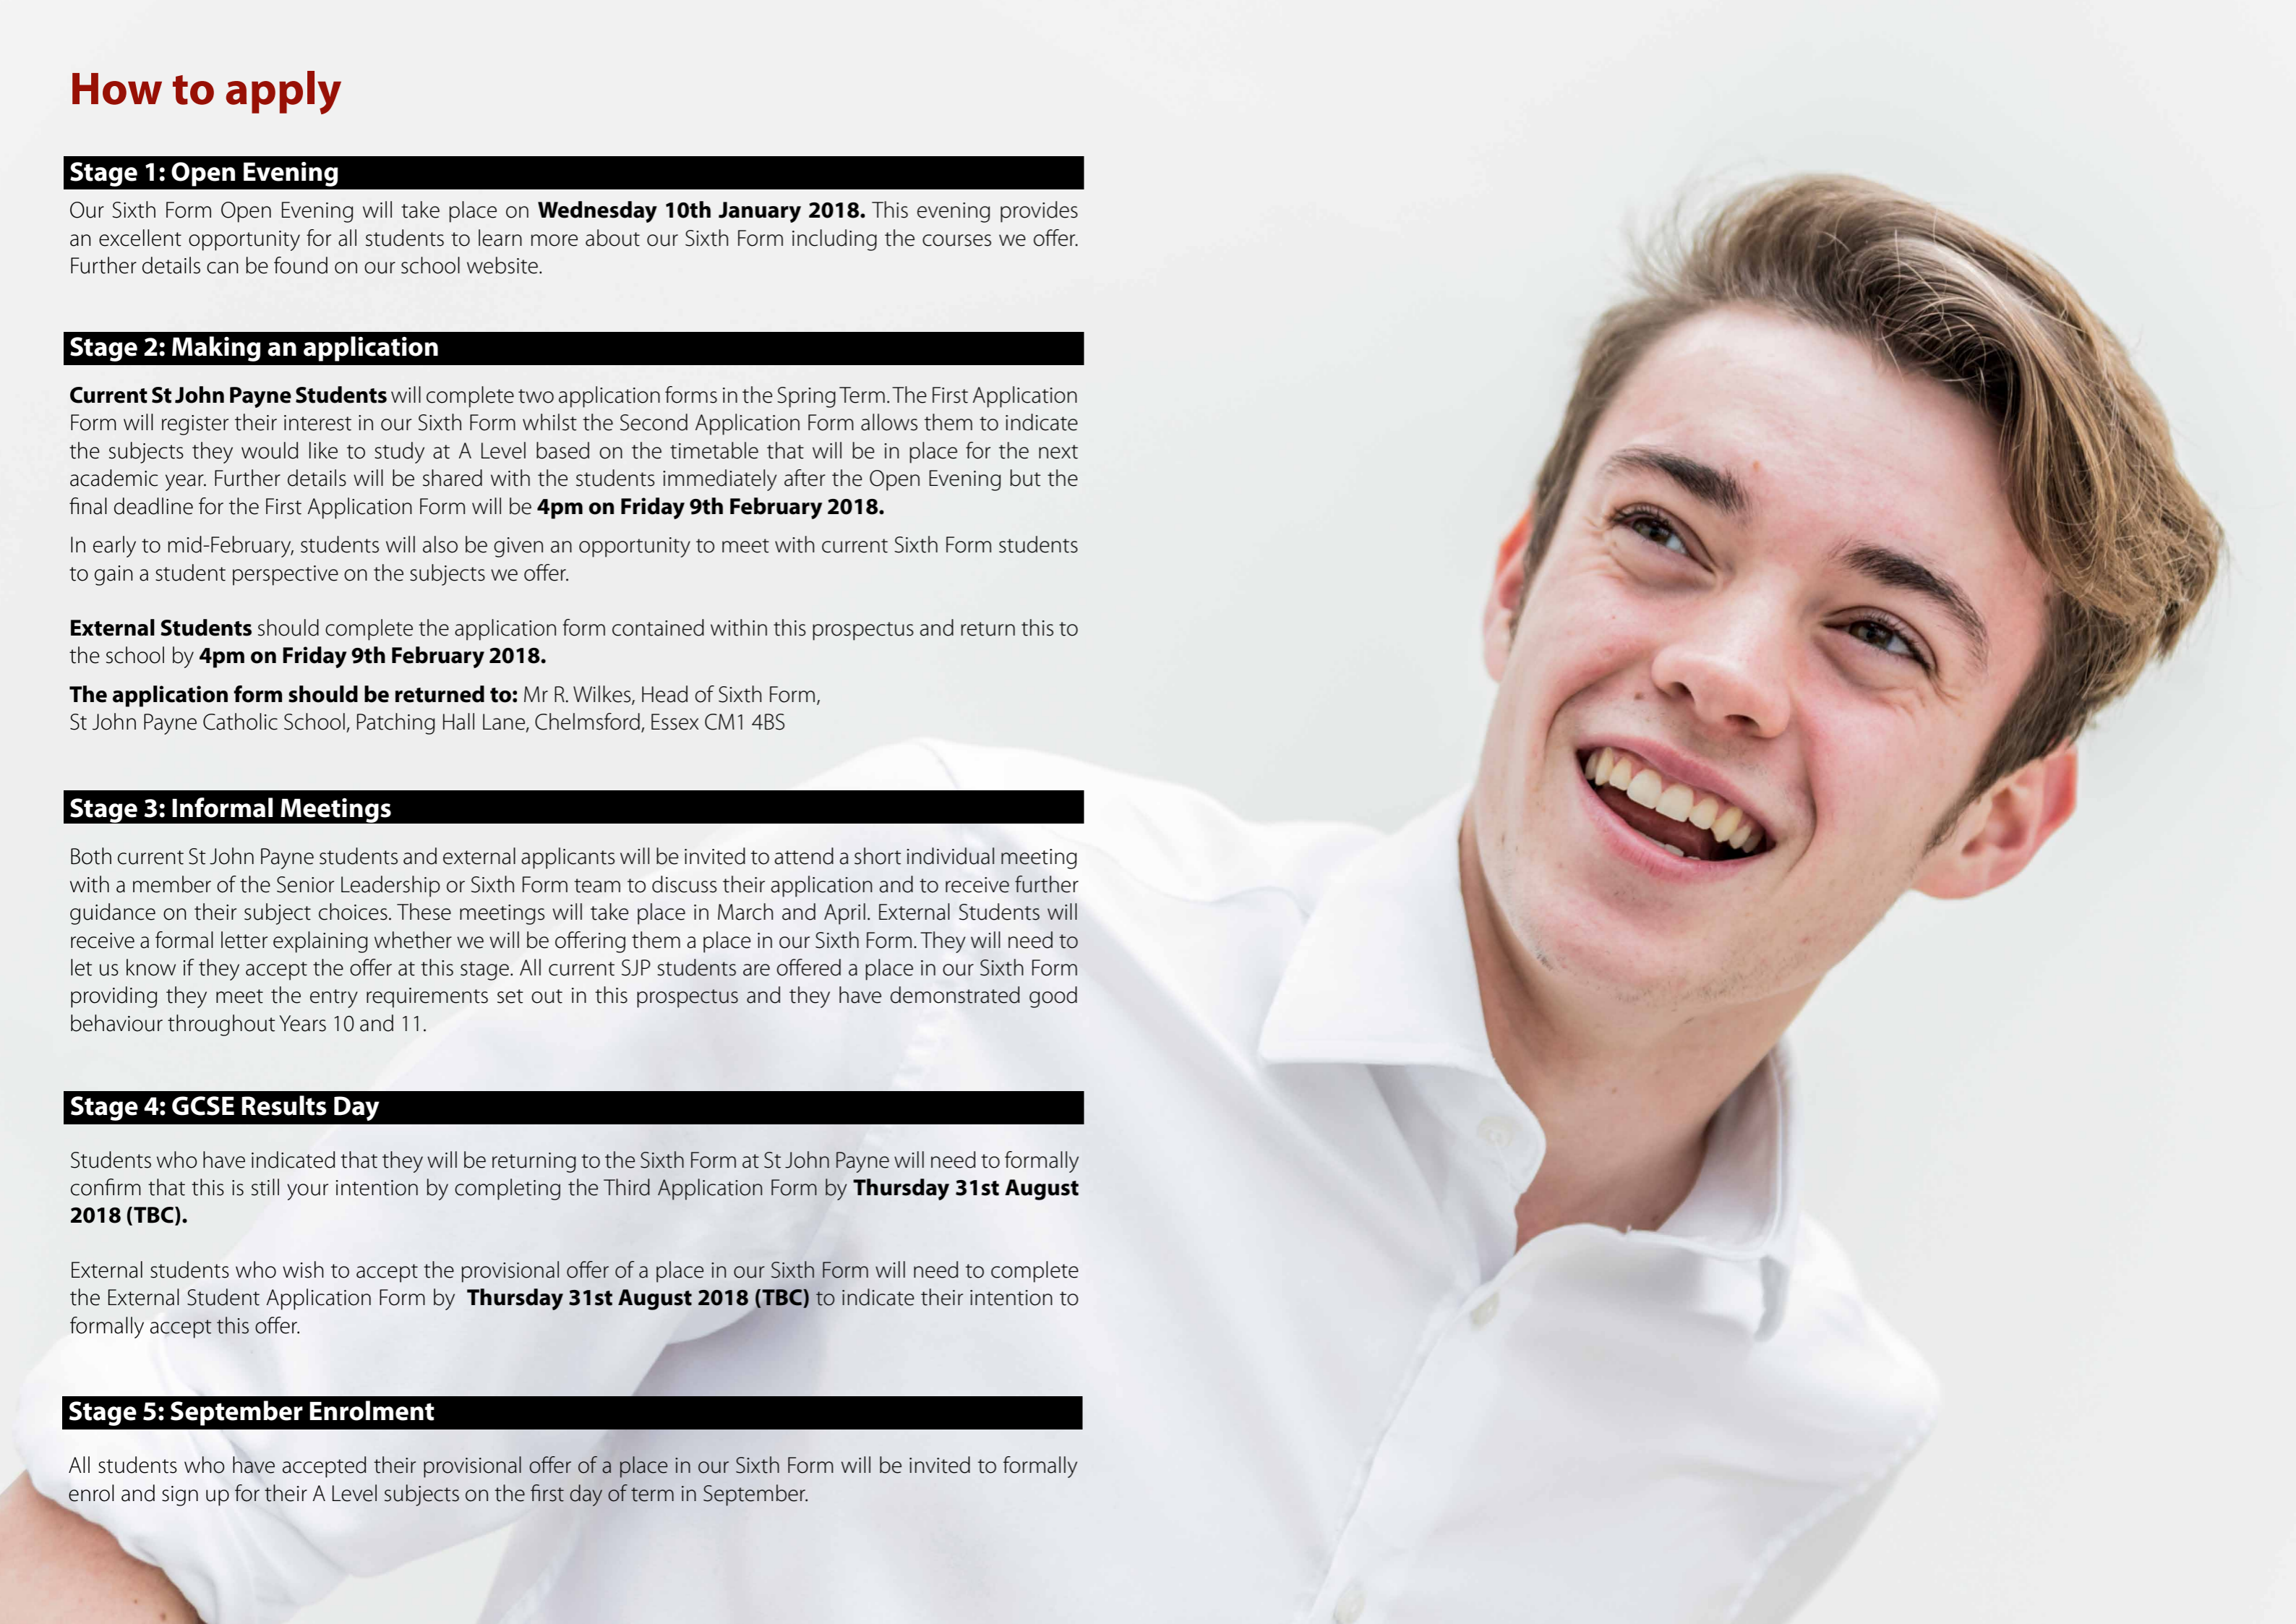 How to apply
Stage 1: Open Evening
Our Sixth Form Open Evening will take place on Wednesday 10th January 2018. This evening provides
an excellent opportunity for all students to learn more about our Sixth Form including the courses we offer.
Further details can be found on our school website.
Stage 2: Making an application
Current St John Payne Students will complete two application forms in the Spring Term. The First Application
Form will register their interest in our Sixth Form whilst the Second Application Form allows them to indicate
the subjects they would like to study at A Level based on the timetable that will be in place for the next
academic year. Further details will be shared with the students immediately after the Open Evening but the
final deadline for the First Application Form will be 4pm on Friday 9th February 2018.
In early to mid-February, students will also be given an opportunity to meet with current Sixth Form students
to gain a student perspective on the subjects we offer.
External Students should complete the application form contained within this prospectus and return this to
the school by 4pm on Friday 9th February 2018.
The application form should be returned to: Mr R. Wilkes, Head of Sixth Form,
St John Payne Catholic School, Patching Hall Lane, Chelmsford, Essex CM1 4BS
Stage 3: Informal Meetings
Both current St John Payne students and external applicants will be invited to attend a short individual meeting
with a member of the Senior Leadership or Sixth Form team to discuss their application and to receive further
guidance on their subject choices. These meetings will take place in March and April. External Students will
receive a formal letter explaining whether we will be offering them a place in our Sixth Form. They will need to
let us know if they accept the offer at this stage. All current SJP students are offered a place in our Sixth Form
providing they meet the entry requirements set out in this prospectus and they have demonstrated good
behaviour throughout Years 10 and 11.
Stage 4: GCSE Results Day
Students who have indicated that they will be returning to the Sixth Form at St John Payne will need to formally
confirm that this is still your intention by completing the Third Application Form by Thursday 31st August
2018 (TBC).
External students who wish to accept the provisional offer of a place in our Sixth Form will need to complete
the External Student Application Form by Thursday 31st August 2018 (TBC) to indicate their intention to
formally accept this offer.
Stage 5: September Enrolment
All students who have accepted their provisional offer of a place in our Sixth Form will be invited to formally
enrol and sign up for their A Level subjects on the first day of term in September.